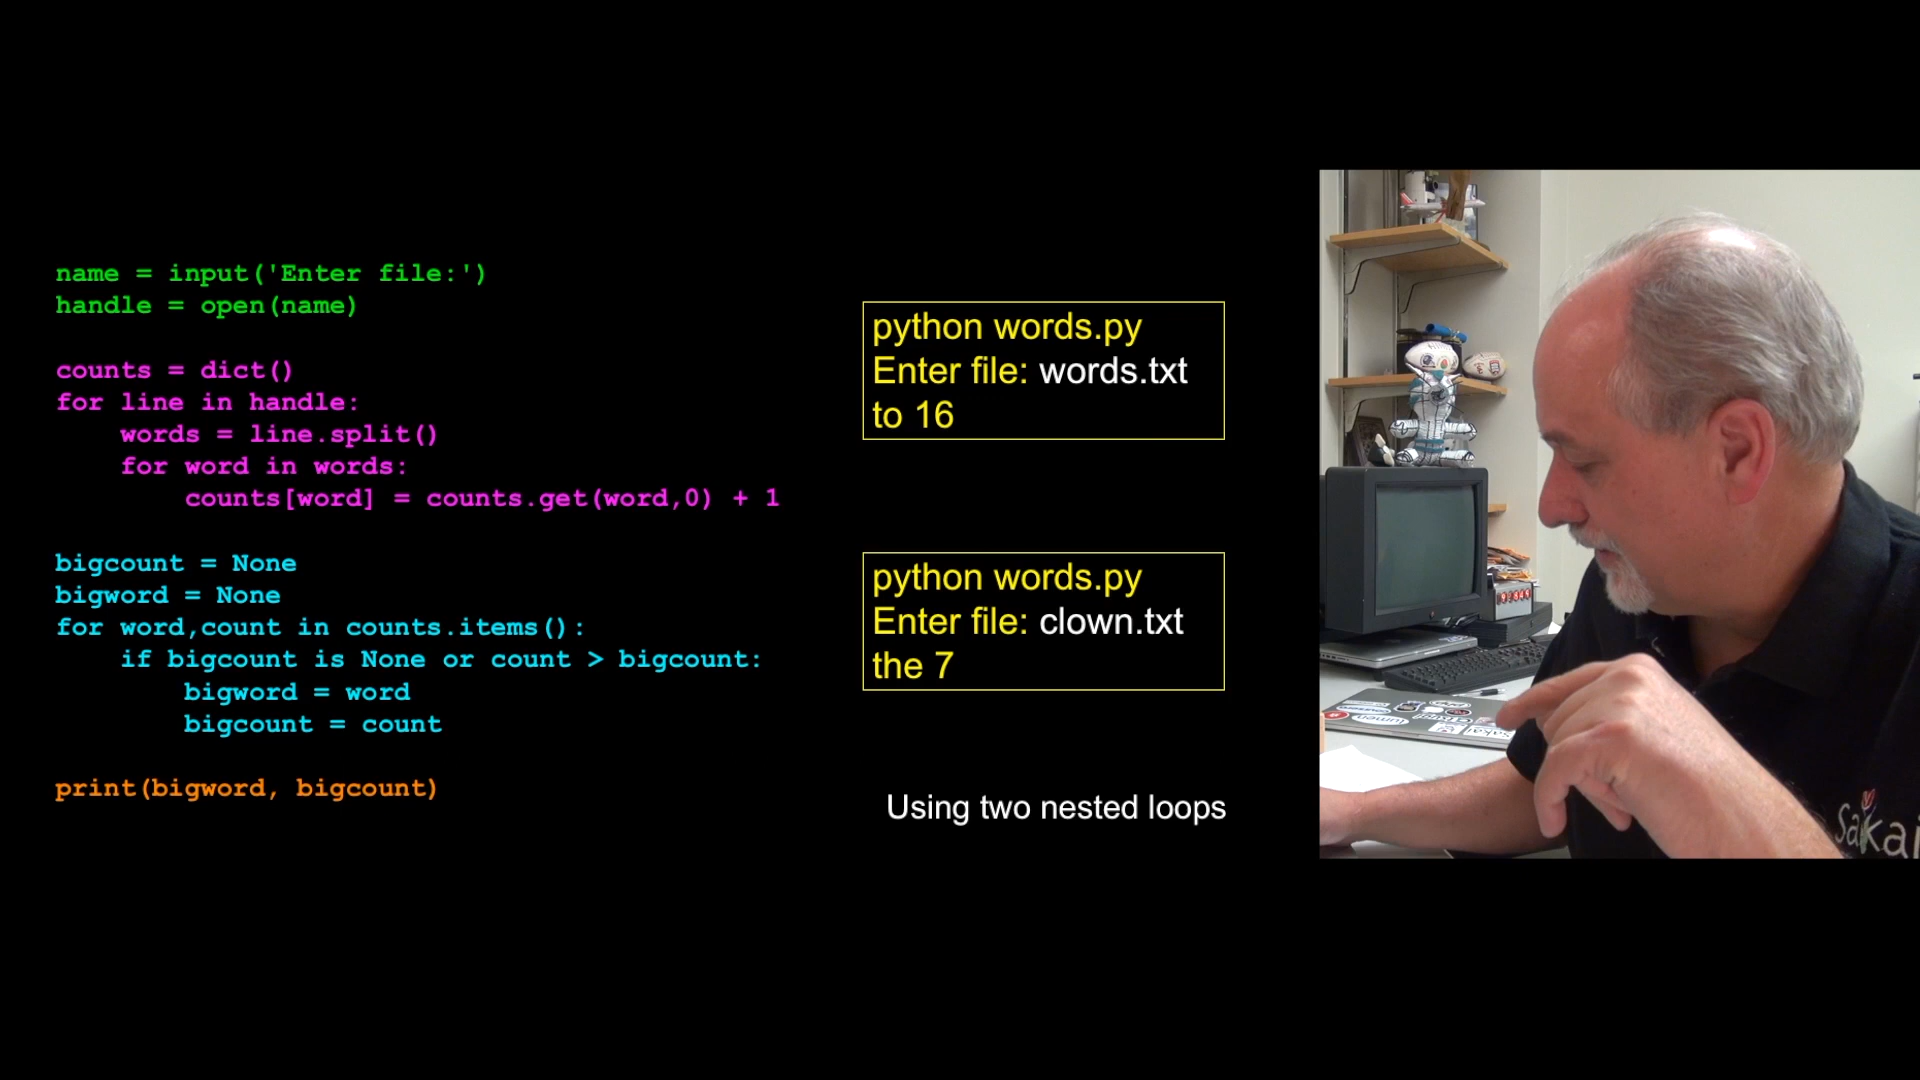 name = input('Enter file:')
handle = open(name)
counts = dict()
for line in handle:
    words = line.split()
    for word in words:
        counts[word] = counts.get(word,0) + 1
bigcount = None
bigword = None
for word,count in counts.items():
    if bigcount is None or count > bigcount:
        bigword = word
        bigcount = count
print(bigword, bigcount)
python words.py
Enter file: words.txt
to 16
python words.py
Enter file: clown.txt
the 7
Using two nested loops
Sakai